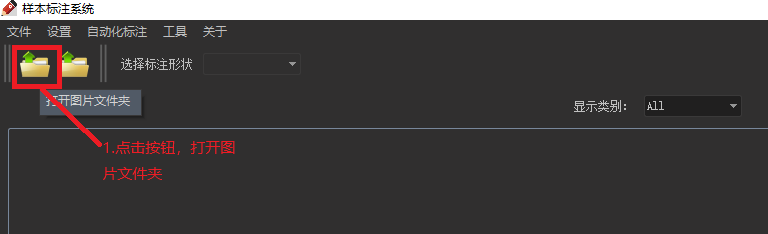 样本标注系统
文件 设置 自动化标注 工具 关于
选择标注形状
打开图片文件夹
显示类别: All
1.点击按钮，打开图
片文件夹